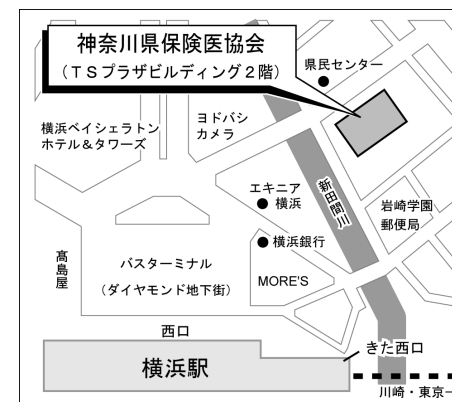 神奈川県保険医協会
（ＴＳプラザビルディング２階）
県民センター
横浜ベイシェラトン
ホテル＆タワーズ
ヨドバシ
カメラ
新田間川
エキニア
横浜
岩崎学園
郵便局
横浜銀行
髙島屋
バスターミナル
（ダイヤモンド地下街）
MORE'S
西口
きた西口
横浜駅
川崎・東京